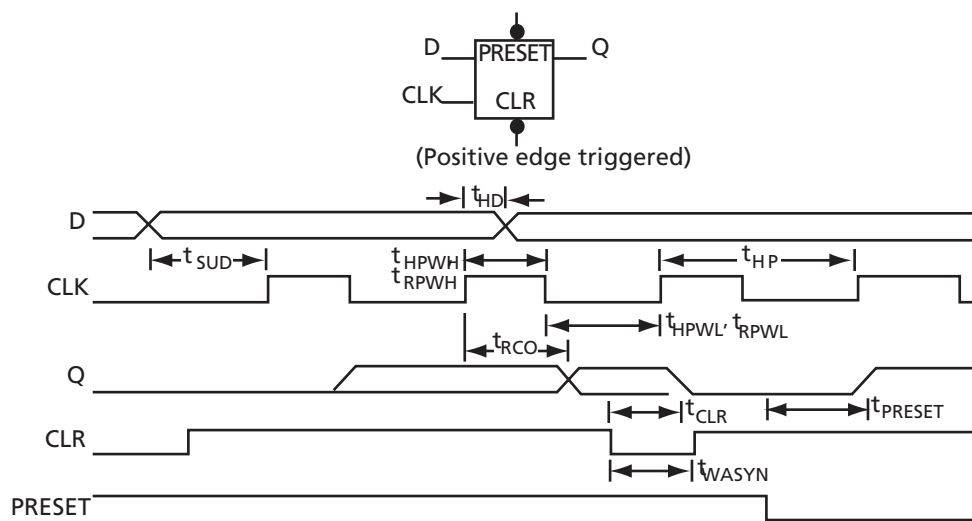 PRESET
D
Q
CLK
CLR
(Positive edge triggered)
tHD
D
tSUD
tHPWH,
tRPWH
tHP
CLK
tHPWL, tRPWL
tRCO
Q
tCLR
tPRESET
CLR
tWASYN
PRESET